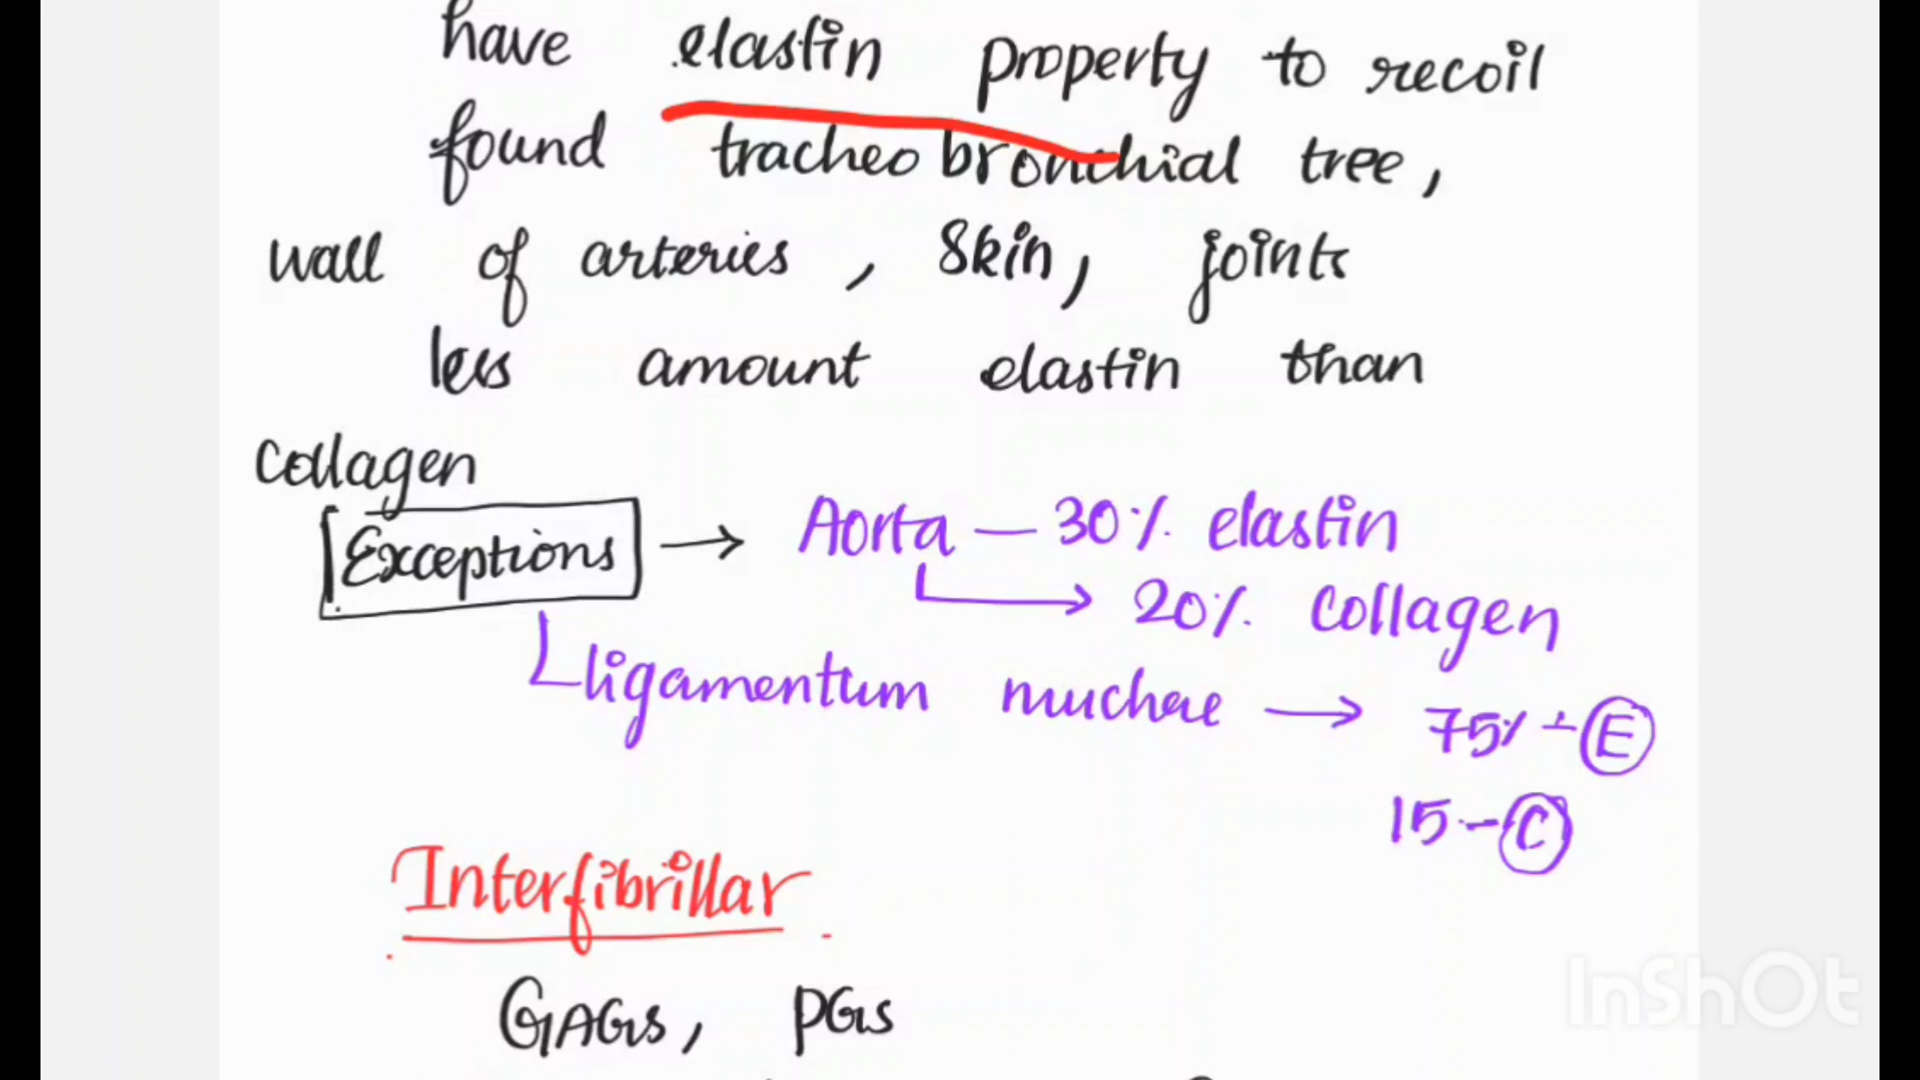 have elastin property to recoil
found tracheobronchial tree,
wall of arteries, Skin, joints
less amount elastin than
Collagen
Exceptions → Aorta — 30% elastin
→ 20% Collagen
ligamentum nuchae → 75% - E
15 - C
Interfibrillar
GAGs, PGs
InShOt